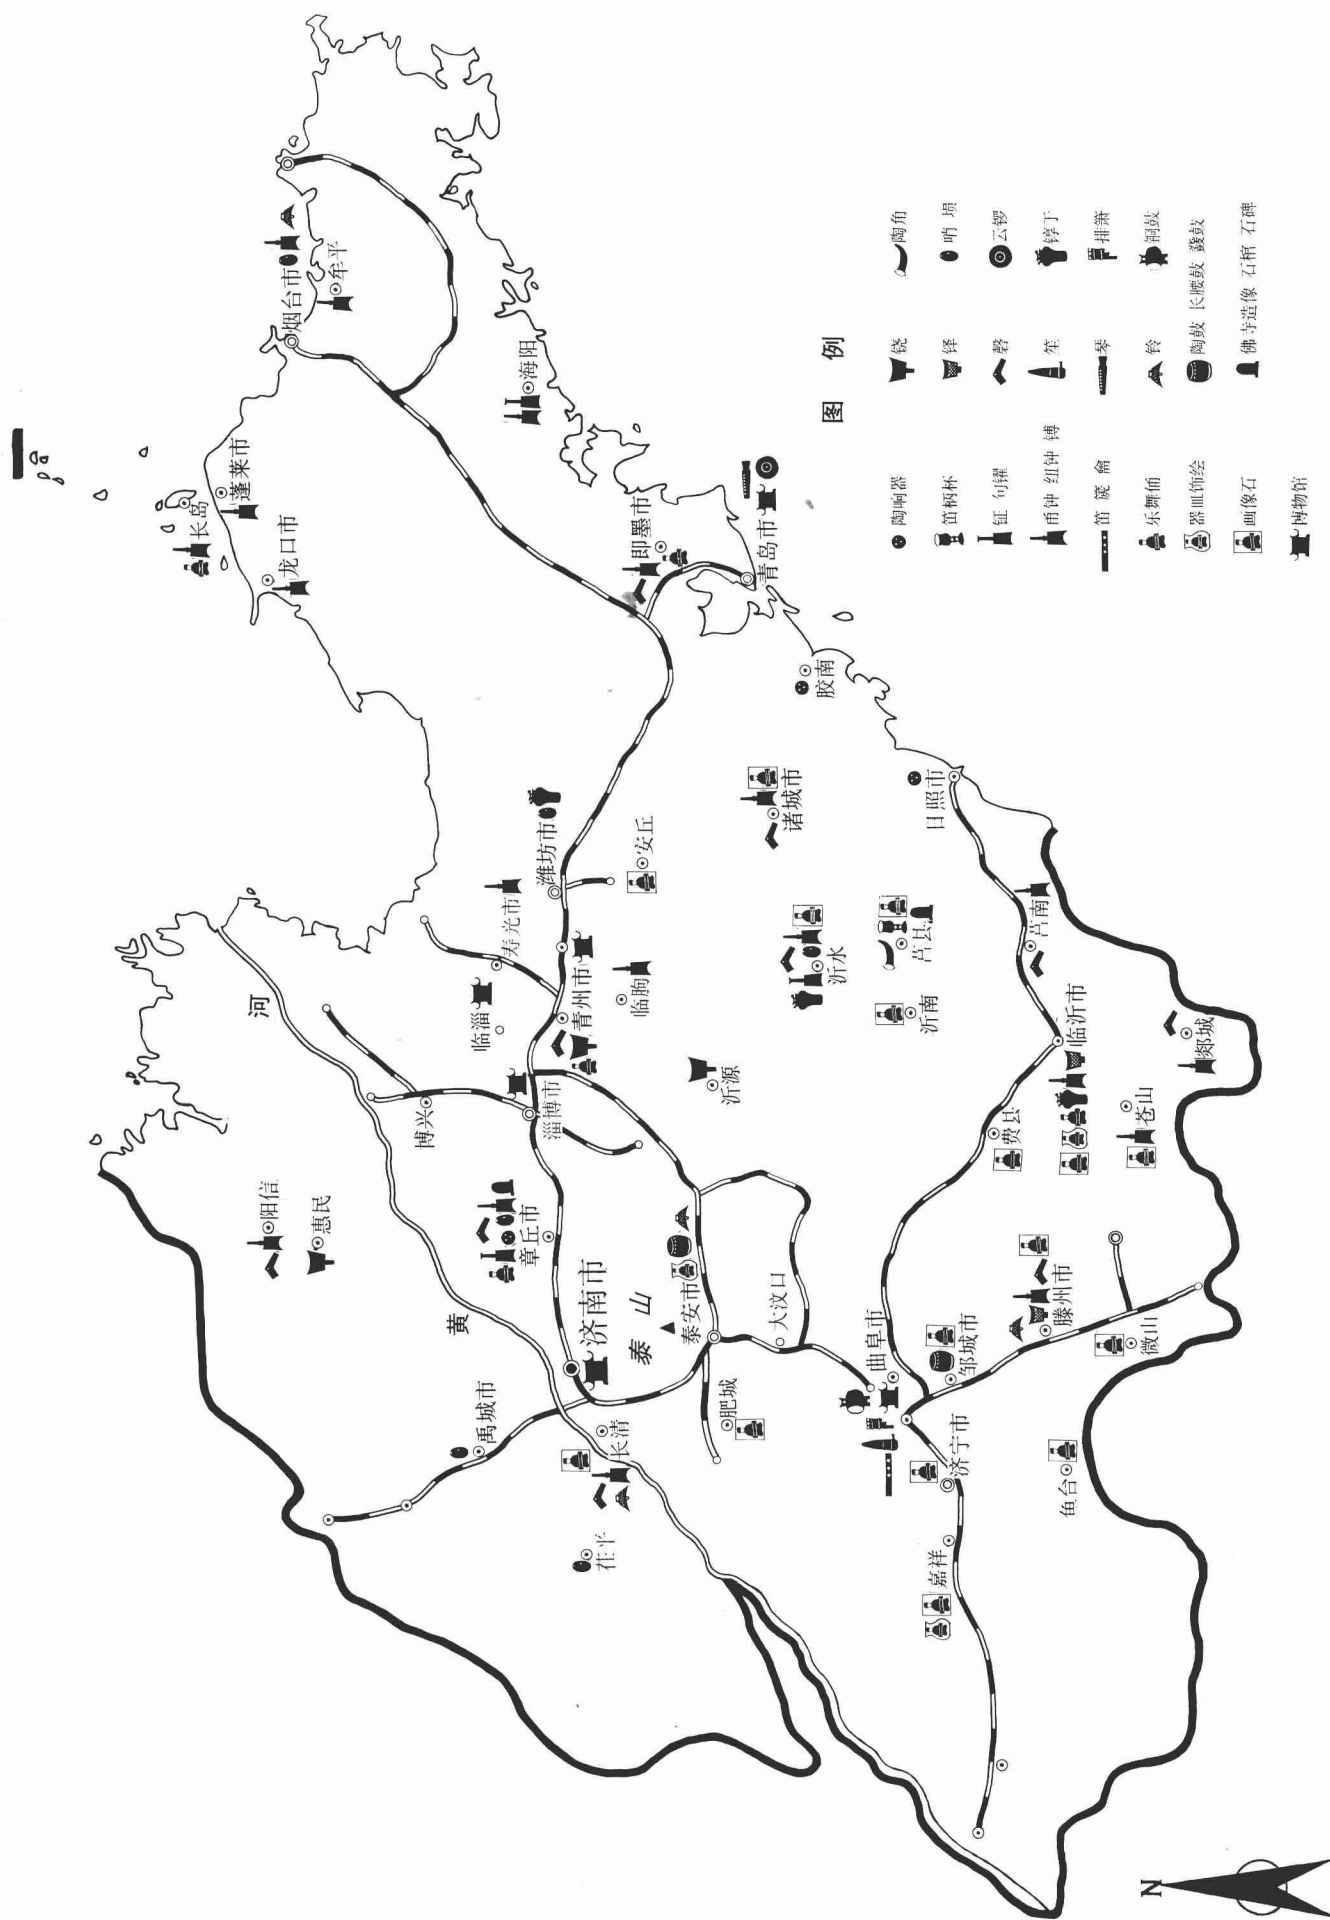 烟台市
牟平
海阳
蓬莱市
长岛
龙口市
即墨市
青岛市
胶南
潍坊市
安丘
诸城市
日照市
寿光市
临淄
青州市
临朐
沂水
莒县
莒南
沂南
沂源
临沂市
郯城
苍山
费县
河
博兴
淄博市
阳信
惠民
章丘市
黄
济南市
泰山
泰安市
大汶口
曲阜市
邹城市
滕州市
微山
禹城市
长清
肥城
茌平
济宁市
嘉祥
鱼台
图 例
陶响器
铙
陶角
笛柄杯
铎
哨 埙
钲 句鑃
磬
云锣
甬钟 纽钟 镈
笙
錞于
笛 篪 龠
琴
排箫
乐舞俑
铃
铜鼓
器皿饰绘
陶鼓 长腰鼓 鼗鼓
画像石
佛寺造像 石棺 石碑
博物馆
N